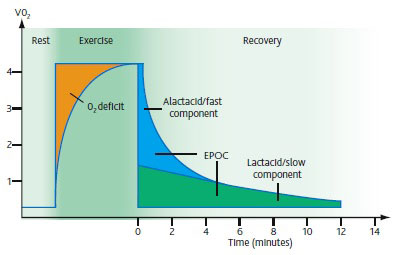 VO₂
Rest Exercise Recovery
4
O₂ deficit
Alactacid/fast
component
3
2
EPOC
Lactacid/slow
component
1
0 2 4 6 8 10 12 14
Time (minutes)